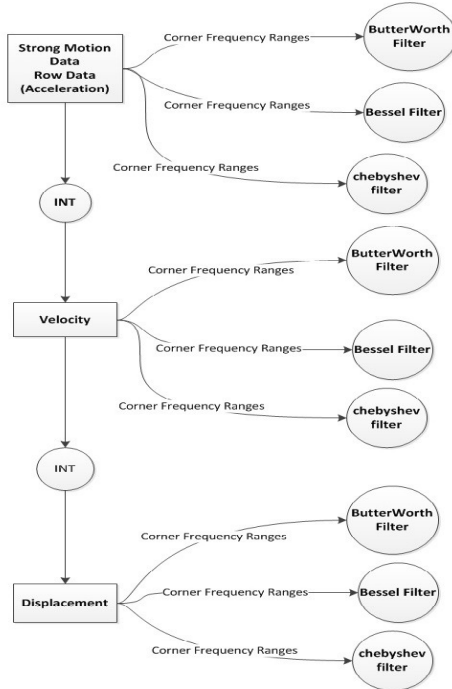 Strong Motion
Data
Row Data
(Acceleration)
Corner Frequency Ranges
ButterWorth
Filter
Corner Frequency Ranges
Bessel Filter
Corner Frequency Ranges
chebyshev
filter
INT
Corner Frequency Ranges
ButterWorth
Filter
Velocity
Corner Frequency Ranges
Bessel Filter
Corner Frequency Ranges
chebyshev
filter
INT
Corner Frequency Ranges
ButterWorth
Filter
Displacement
Corner Frequency Ranges
Bessel Filter
Corner Frequency Ranges
chebyshev
filter